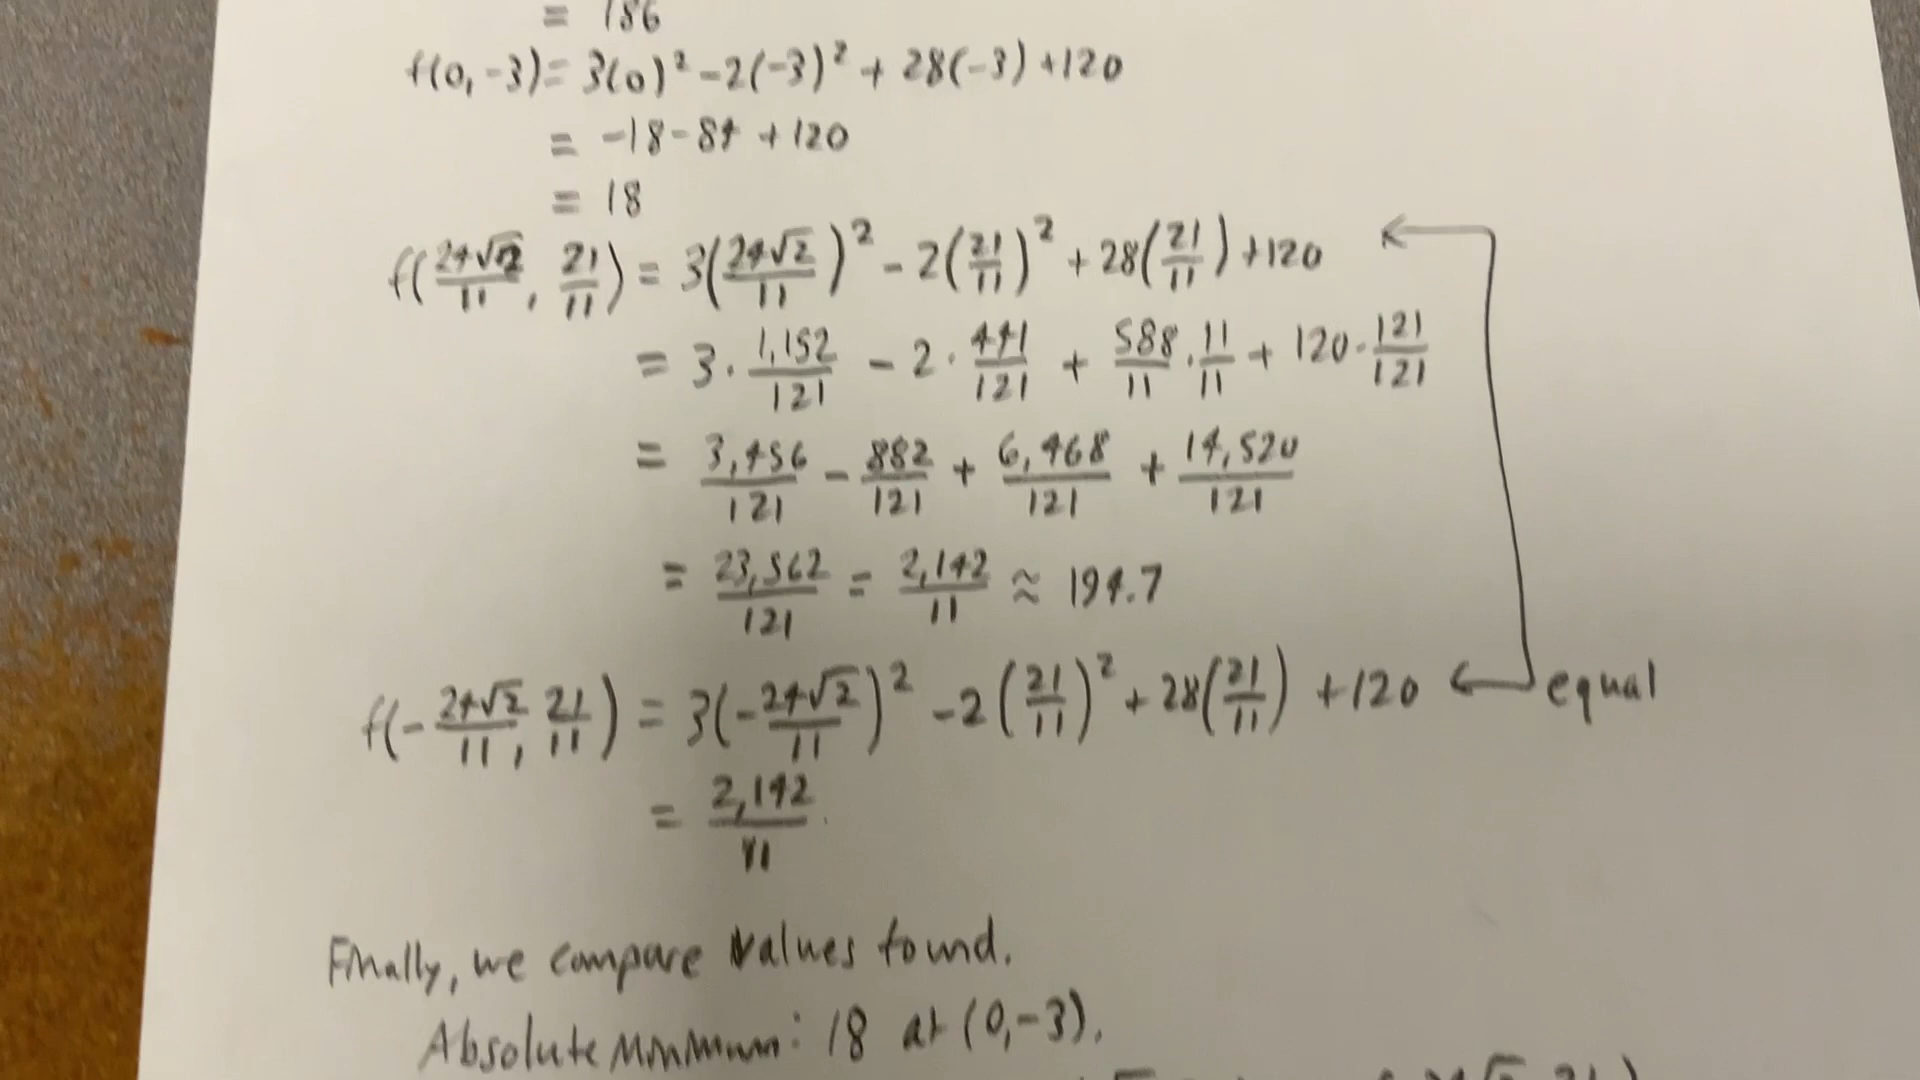 = 186
f(0, -3) = 3(0)² - 2(-3)² + 28(-3) + 120
= -18 - 84 + 120
= 18
f(24√2/11, 21/11) = 3(24√2/11)² - 2(21/11)² + 28(21/11) + 120
= 3 · 1,152/121 - 2 · 441/121 + 588/11 · 11/11 + 120 · 121/121
= 3,456/121 - 882/121 + 6,468/121 + 14,520/121
= 23,562/121 = 2,142/11 ≈ 194.7
f(-24√2/11, 21/11) = 3(-24√2/11)² - 2(21/11)² + 28(21/11) + 120 ← equal
= 2,142/11
Finally, we compare values found.
Absolute Minimum: 18 at (0, -3).